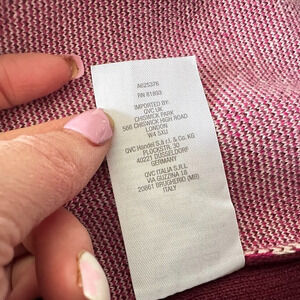 A625376
RN 81893
IMPORTED BY:
QVC UK
CHISWICK PARK
566 CHISWICK HIGH ROAD
LONDON
W4 5XU
QVC Handel S.à r.l. & Co. KG
PLOCKSTR. 30
40221 DÜSSELDORF
GERMANY
QVC ITALIA S.R.L
VIA GUZZINA 18
20861 BRUGHERIO (MB)
ITALY